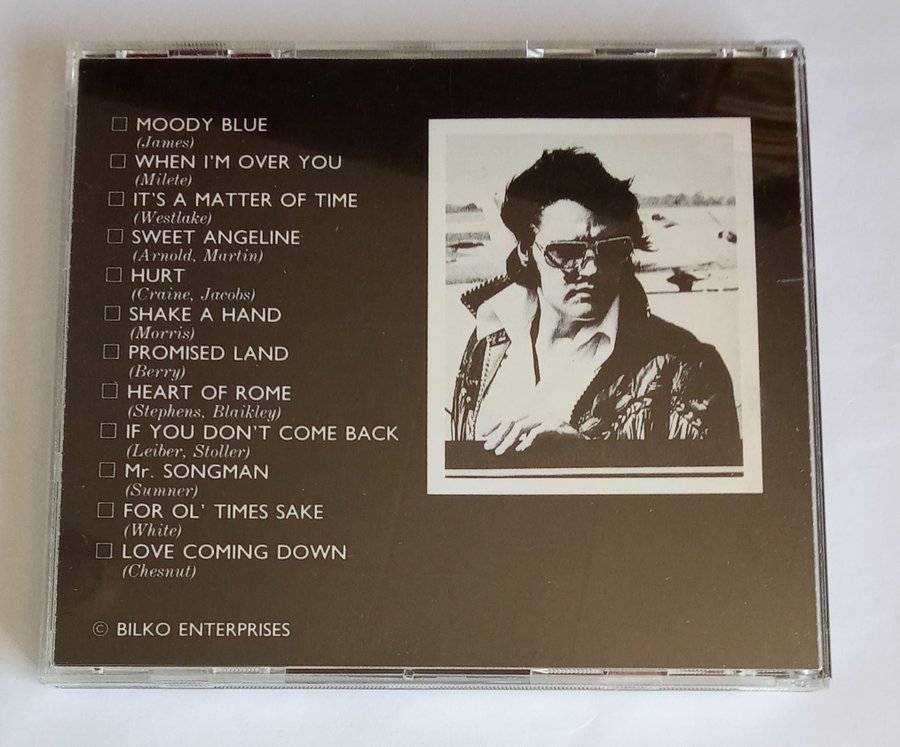 MOODY BLUE
(James)
WHEN I'M OVER YOU
(Milete)
IT'S A MATTER OF TIME
(Westlake)
SWEET ANGELINE
(Arnold, Martin)
HURT
(Craine, Jacobs)
SHAKE A HAND
(Morris)
PROMISED LAND
(Berry)
HEART OF ROME
(Stephens, Blaikley)
IF YOU DON'T COME BACK
(Leiber, Stoller)
Mr. SONGMAN
(Sumner)
FOR OL' TIMES SAKE
(White)
LOVE COMING DOWN
(Chesnut)
© BILKO ENTERPRISES